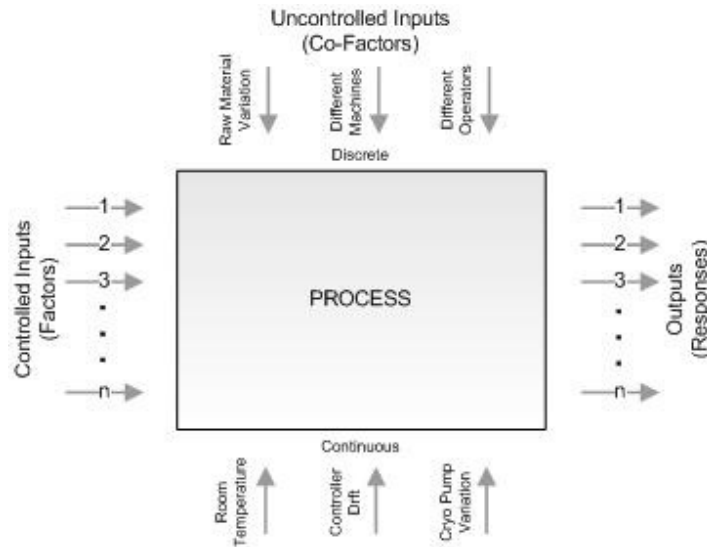 Uncontrolled Inputs
(Co-Factors)
Raw Material
Variation
Different
Machines
Different
Operators
Discrete
Controlled Inputs
(Factors)
1
2
3
n
PROCESS
1
2
3
n
Outputs
(Responses)
Continuous
Room
Temperature
Controller
Drft
Cryo Pump
Variation